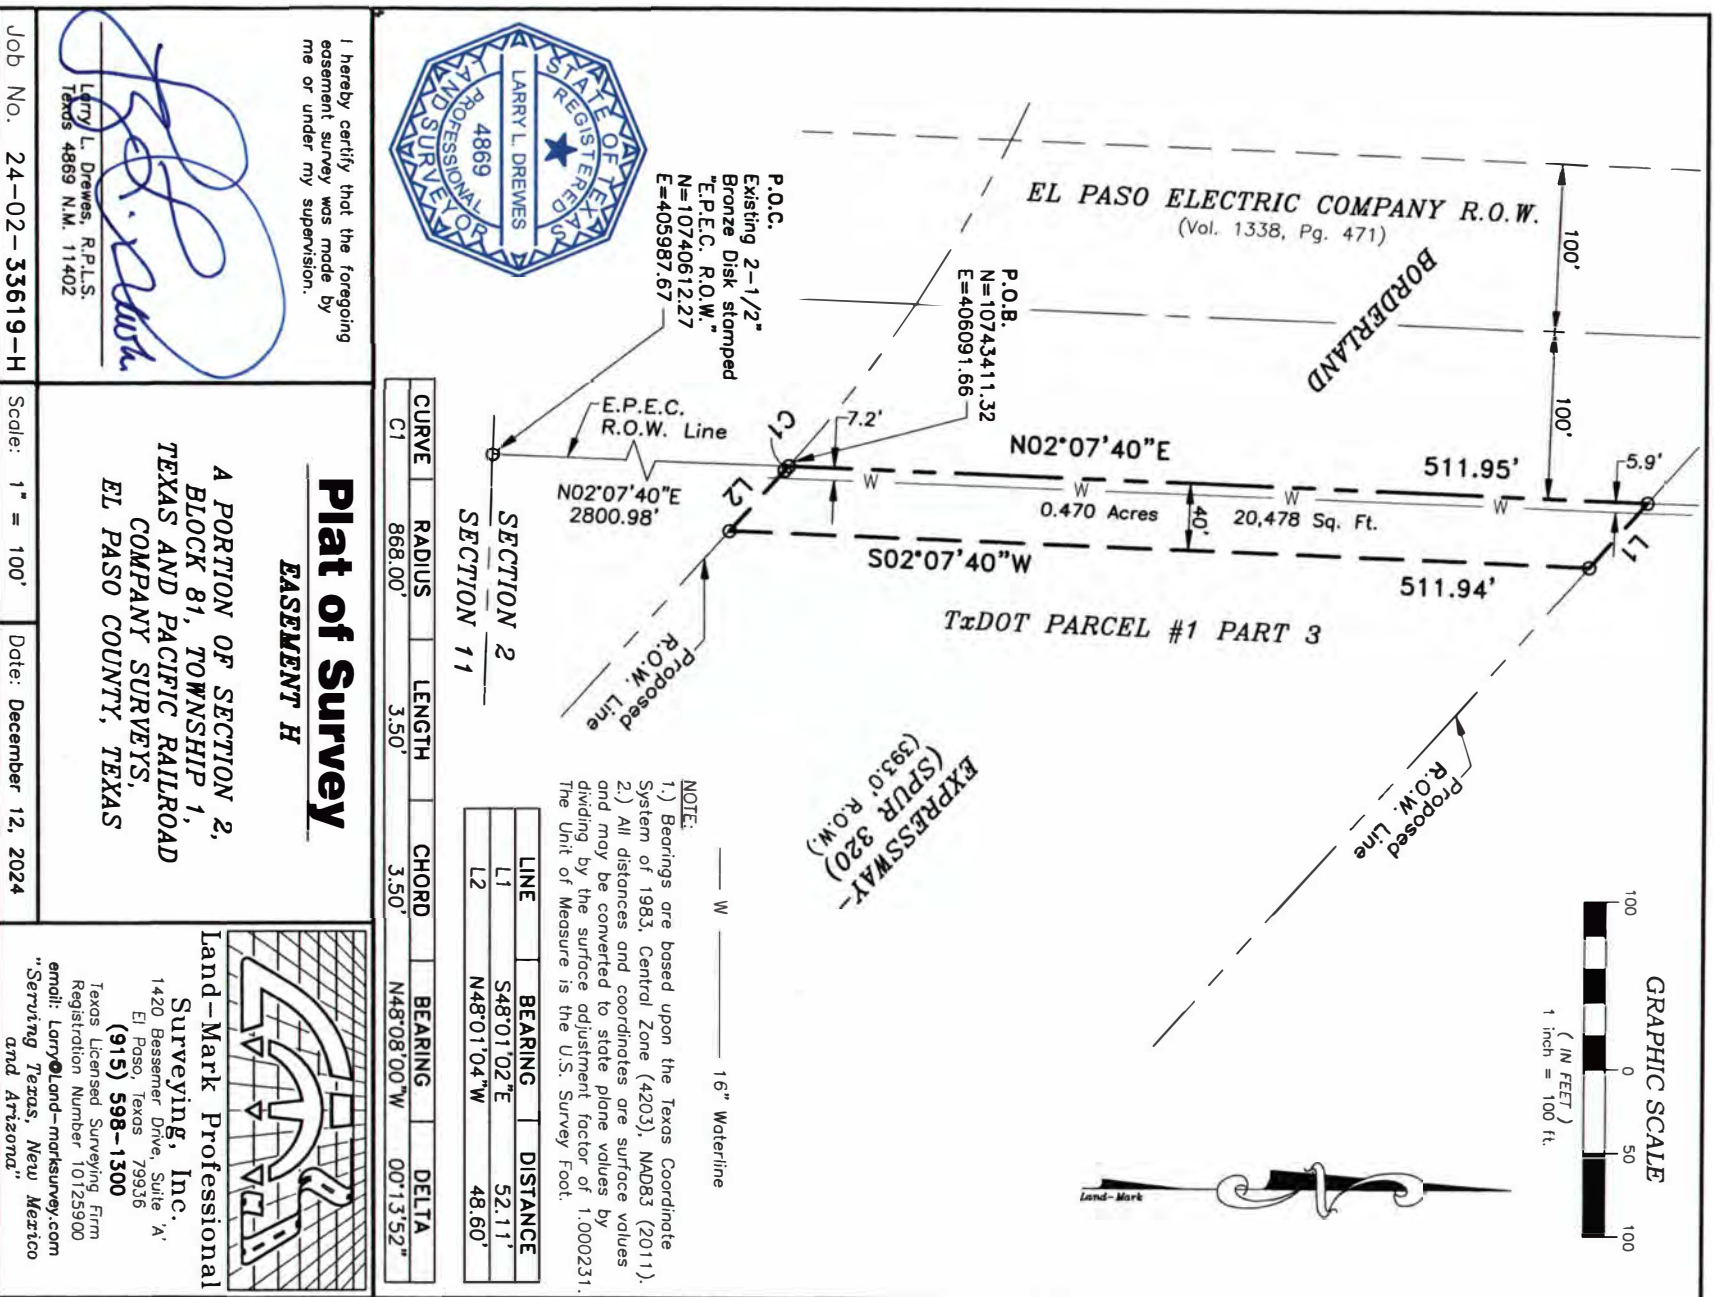 EL PASO ELECTRIC COMPANY R.O.W.
(Vol. 1338, Pg. 471)
100'
100'
BORDERLAND
P.O.B.
N=10743411.32
E=406091.66
P.O.C.
Existing 2-1/2"
Bronze Disk stamped
"E.P.E.C. R.O.W."
N=10740612.27
E=405987.67
E.P.E.C.
R.O.W. Line
N02°07'40"E
2800.98'
C1
L2
7.2'
N02°07'40"E
511.95'
5.9'
L1
W
W
W
W
0.470 Acres
40'
20,478 Sq. Ft.
S02°07'40"W
511.94'
TxDOT PARCEL #1 PART 3
SECTION 2
SECTION 11
Proposed
R.O.W. Line
Proposed
R.O.W. Line
EXPRESSWAY-
(SPUR 320)
(393.0' R.O.W.)
GRAPHIC SCALE
100
0
50
100
( IN FEET )
1 inch = 100 ft.
Land-Mark
W
16" Waterline
NOTE:
1.) Bearings are based upon the Texas Coordinate
System of 1983, Central Zone (4203), NAD83 (2011).
2.) All distances and coordinates are surface values
and may be converted to state plane values by
dividing by the surface adjustment factor of 1.000231.
The Unit of Measure is the U.S. Survey Foot.
LINE BEARING DISTANCE
L1 S48°01'02"E 52.11'
L2 N48°01'04"W 48.60'
CURVE RADIUS LENGTH CHORD BEARING DELTA
C1 868.00' 3.50' 3.50' N48°08'00"W 00°13'52"
STATE OF TEXAS
REGISTERED
LARRY L. DREWES
4869
PROFESSIONAL
LAND SURVEYOR
I hereby certify that the foregoing
easement survey was made by
me or under my supervision.
Larry L. Drewes, R.P.L.S.
Texas 4869 N.M. 11402
Plat of Survey
EASEMENT H
A PORTION OF SECTION 2,
BLOCK 81, TOWNSHIP 1,
TEXAS AND PACIFIC RAILROAD
COMPANY SURVEYS,
EL PASO COUNTY, TEXAS
Land-Mark Professional
Surveying, Inc.
1420 Bessemer Drive, Suite 'A'
El Paso, Texas 79936
(915) 598-1300
Texas Licensed Surveying Firm
Registration Number 10125900
email: Larry@Land-marksurvey.com
"Serving Texas, New Mexico
and Arizona"
Job No. 24-02-33619-H
Scale: 1" = 100'
Date: December 12, 2024